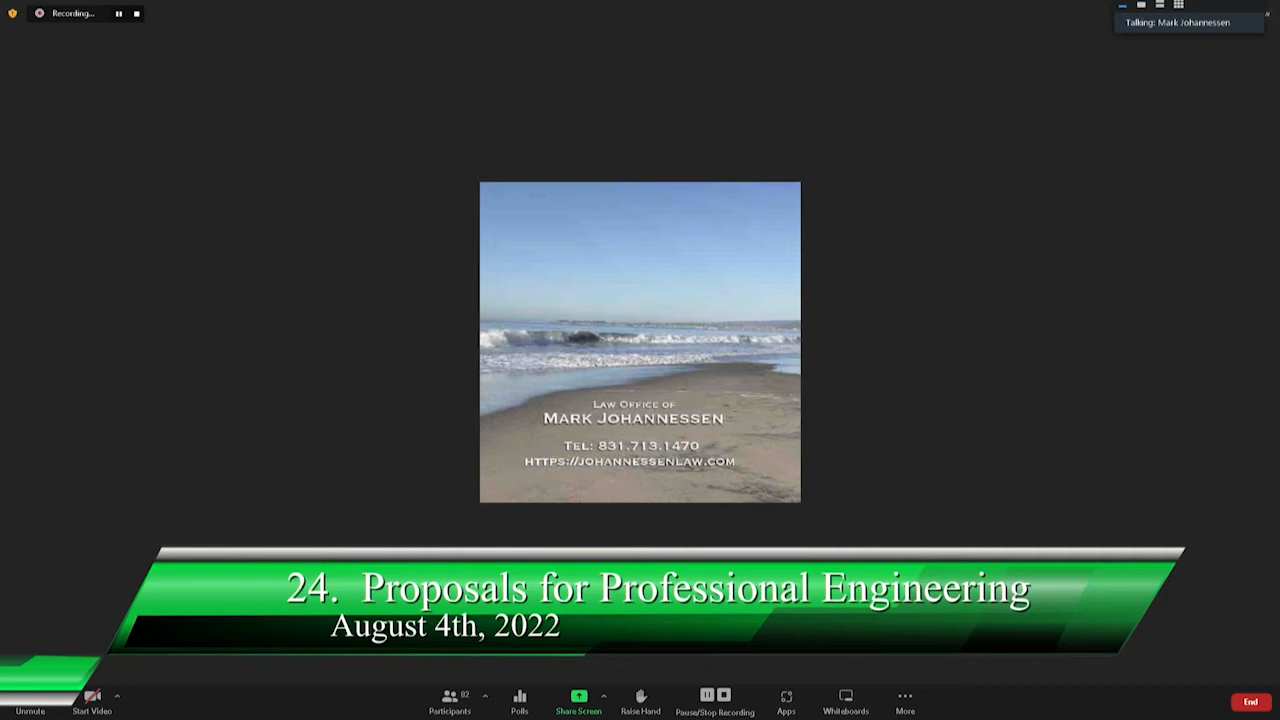 Recording...
Talking: Mark Johannessen
LAW OFFICE OF
MARK JOHANNESSEN
TEL: 831.713.1470
HTTPS://JOHANNESSENLAW.COM
24. Proposals for Professional Engineering
August 4th, 2022
Unmute
Start Video
Participants
82
Polls
Share Screen
Raise Hand
Pause/Stop Recording
Apps
Whiteboards
More
End